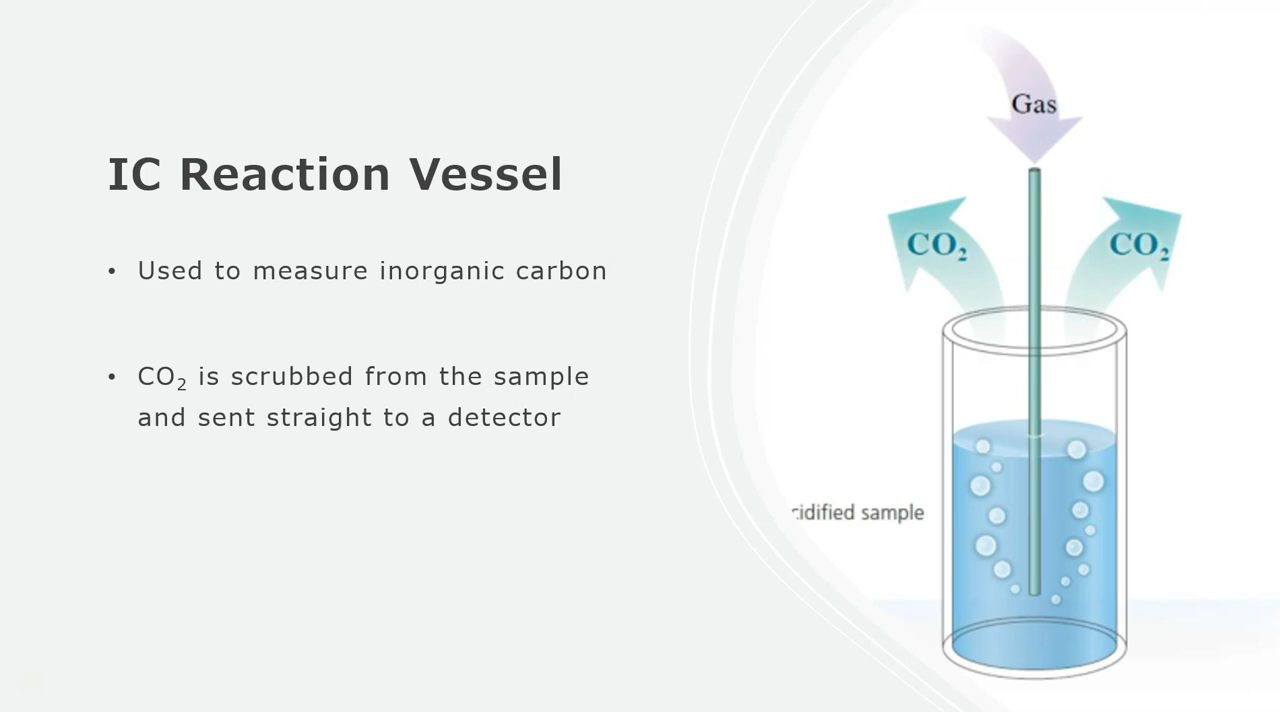 IC Reaction Vessel
• Used to measure inorganic carbon
• CO₂ is scrubbed from the sample
and sent straight to a detector
Gas
CO₂
CO₂
cidified sample